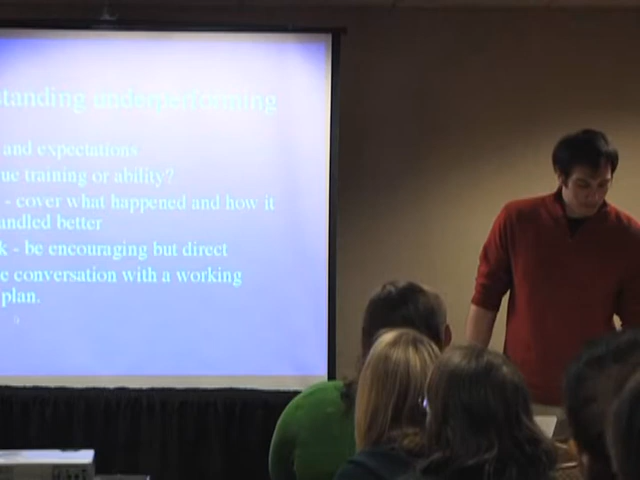 standing underperforming
and expectations
ue training or ability?
- cover what happened and how it
andled better
k - be encouraging but direct
e conversation with a working
plan.